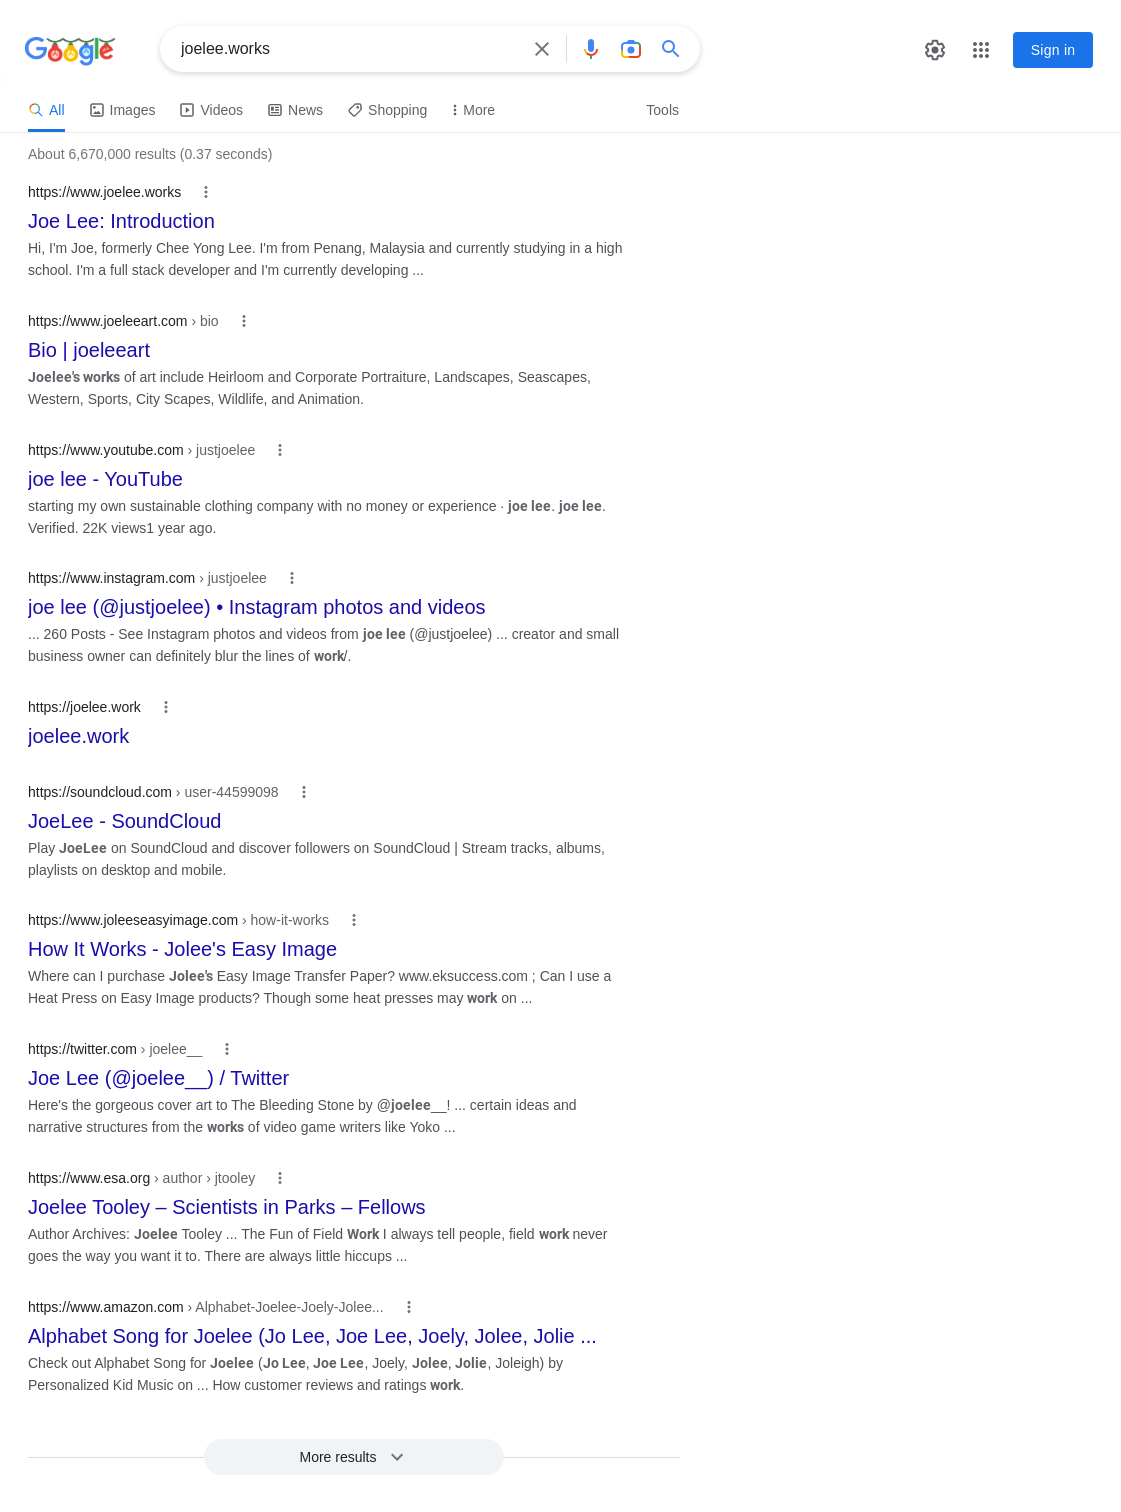 Google
joelee.works
Sign in
All Images Videos News Shopping More Tools
About 6,670,000 results (0.37 seconds)
https://www.joelee.works
Joe Lee: Introduction
Hi, I'm Joe, formerly Chee Yong Lee. I'm from Penang, Malaysia and currently studying in a high
school. I'm a full stack developer and I'm currently developing ...
https://www.joeleeart.com › bio
Bio | joeleeart
Joelee's works of art include Heirloom and Corporate Portraiture, Landscapes, Seascapes,
Western, Sports, City Scapes, Wildlife, and Animation.
https://www.youtube.com › justjoelee
joe lee - YouTube
starting my own sustainable clothing company with no money or experience · joe lee. joe lee.
Verified. 22K views1 year ago.
https://www.instagram.com › justjoelee
joe lee (@justjoelee) • Instagram photos and videos
... 260 Posts - See Instagram photos and videos from joe lee (@justjoelee) ... creator and small
business owner can definitely blur the lines of work/.
https://joelee.work
joelee.work
https://soundcloud.com › user-44599098
JoeLee - SoundCloud
Play JoeLee on SoundCloud and discover followers on SoundCloud | Stream tracks, albums,
playlists on desktop and mobile.
https://www.joleeseasyimage.com › how-it-works
How It Works - Jolee's Easy Image
Where can I purchase Jolee's Easy Image Transfer Paper? www.eksuccess.com ; Can I use a
Heat Press on Easy Image products? Though some heat presses may work on ...
https://twitter.com › joelee__
Joe Lee (@joelee__) / Twitter
Here's the gorgeous cover art to The Bleeding Stone by @joelee__! ... certain ideas and
narrative structures from the works of video game writers like Yoko ...
https://www.esa.org › author › jtooley
Joelee Tooley – Scientists in Parks – Fellows
Author Archives: Joelee Tooley ... The Fun of Field Work I always tell people, field work never
goes the way you want it to. There are always little hiccups ...
https://www.amazon.com › Alphabet-Joelee-Joely-Jolee...
Alphabet Song for Joelee (Jo Lee, Joe Lee, Joely, Jolee, Jolie ...
Check out Alphabet Song for Joelee (Jo Lee, Joe Lee, Joely, Jolee, Jolie, Joleigh) by
Personalized Kid Music on ... How customer reviews and ratings work.
More results